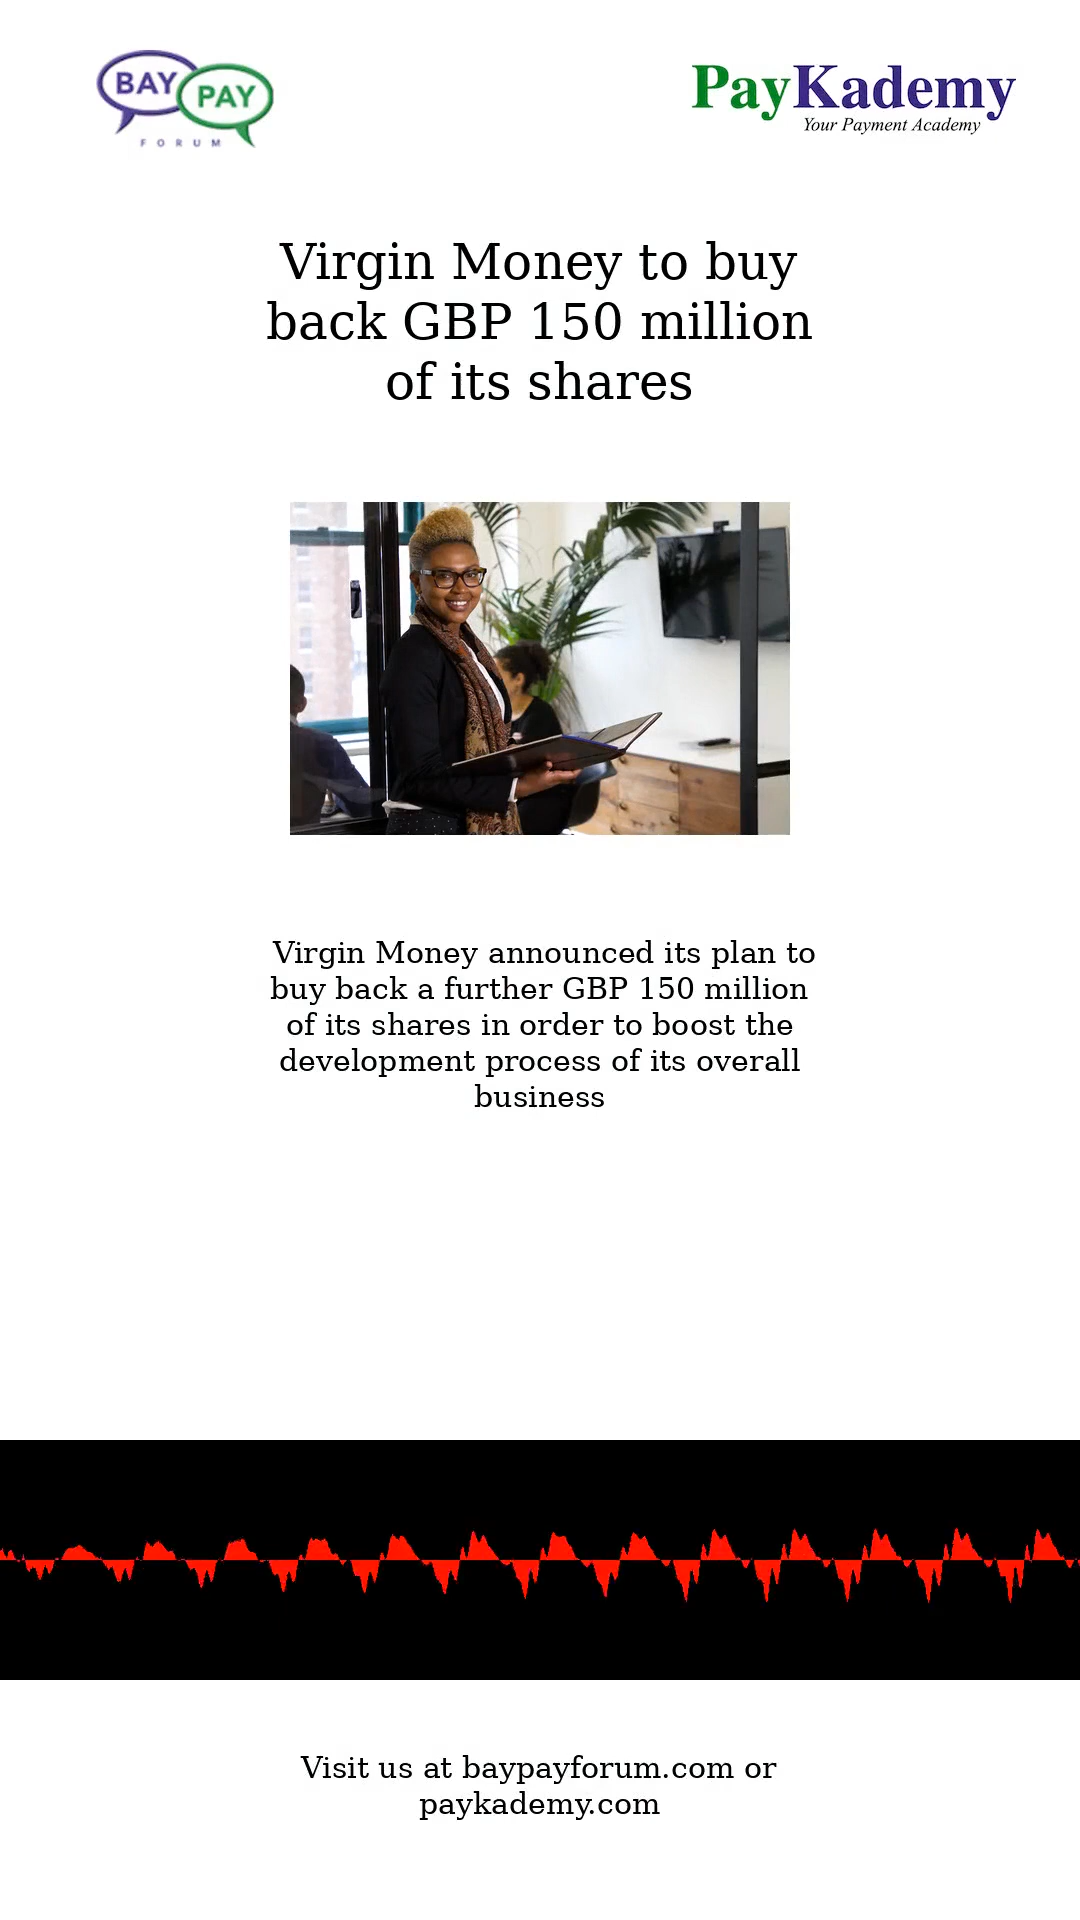 BAY PAY
FORUM
PayKademy
Your Payment Academy
Virgin Money to buy
back GBP 150 million
of its shares
Virgin Money announced its plan to
buy back a further GBP 150 million
of its shares in order to boost the
development process of its overall
business
Visit us at baypayforum.com or
paykademy.com